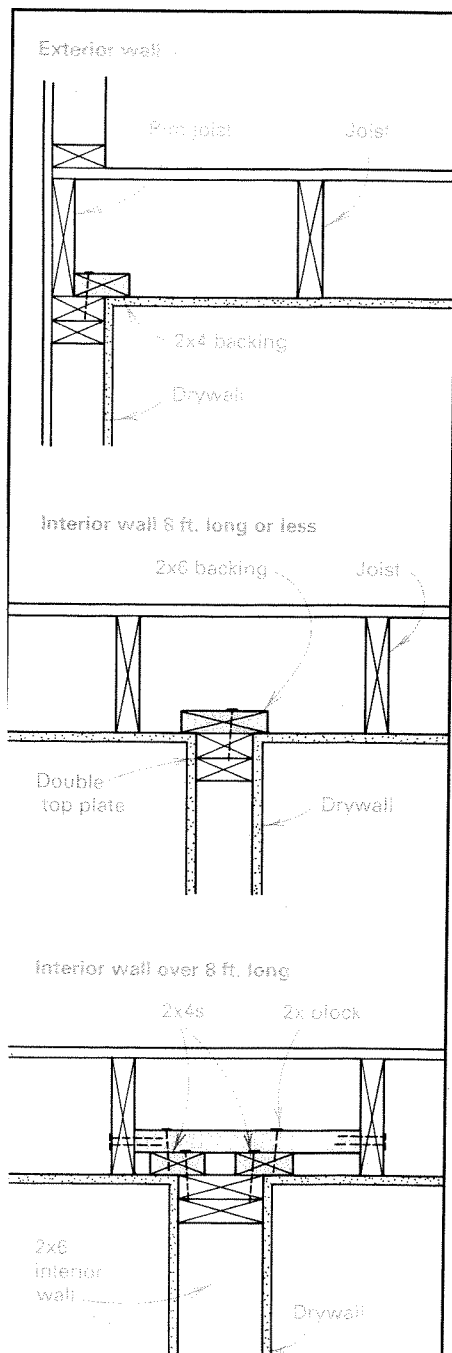 Exterior wall
Rim joist
Joist
2x4 backing
Drywall
Interior wall 8 ft. long or less
2x6 backing
Joist
Double
top plate
Drywall
Interior wall over 8 ft. long
2x4s
2x block
2x6
interior
wall
Drywall